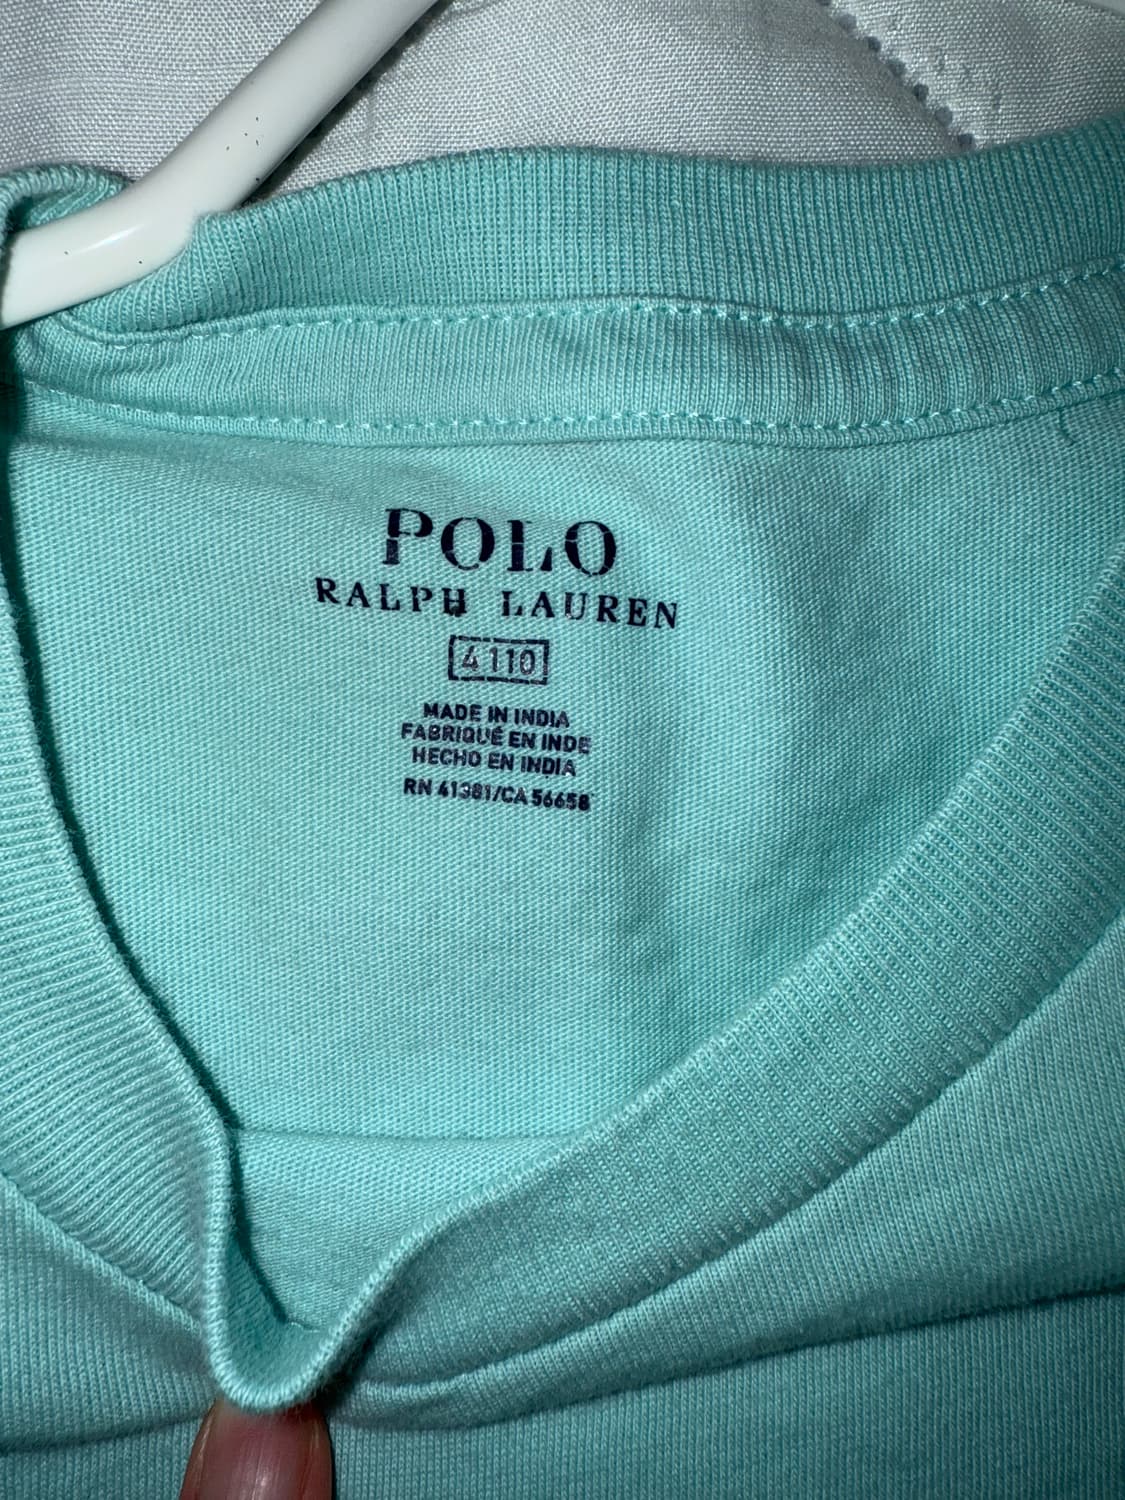 POLO
RALPH LAUREN
4 110
MADE IN INDIA
FABRIQUÉ EN INDE
HECHO EN INDIA
RN 41381/CA 56658